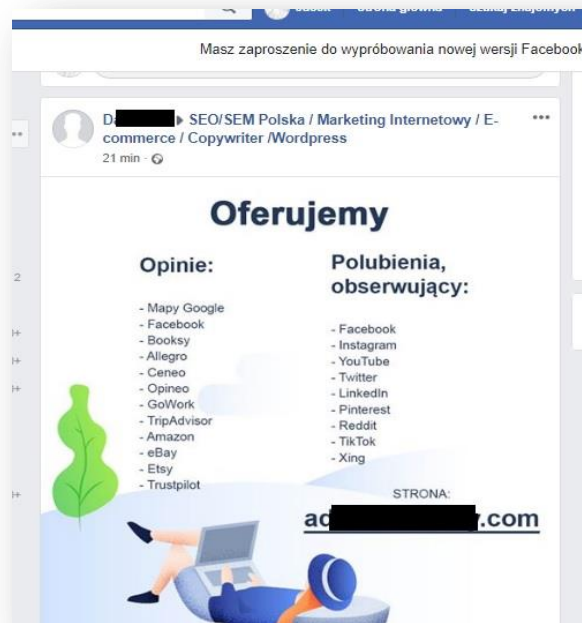 Masz zaproszenie do wypróbowania nowej wersji Facebook
D
SEO/SEM Polska / Marketing Internetowy / E-
commerce / Copywriter /Wordpress
21 min ·
Oferujemy
Opinie:
- Mapy Google
- Facebook
- Booksy
- Allegro
- Ceneo
- Opineo
- GoWork
- TripAdvisor
- Amazon
- eBay
- Etsy
- Trustpilot
Polubienia,
obserwujący:
- Facebook
- Instagram
- YouTube
- Twitter
- LinkedIn
- Pinterest
- Reddit
- TikTok
- Xing
STRONA:
ad .com
2